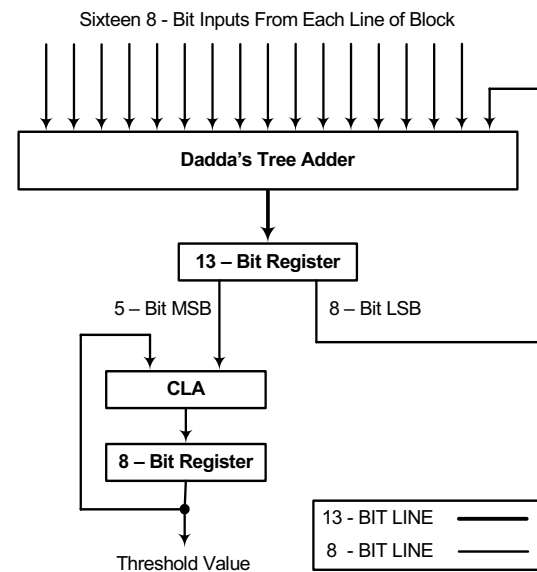 Sixteen 8 - Bit Inputs From Each Line of Block
Dadda's Tree Adder
13 – Bit Register
5 – Bit MSB
8 – Bit LSB
CLA
8 – Bit Register
13 - BIT LINE
8 - BIT LINE
Threshold Value